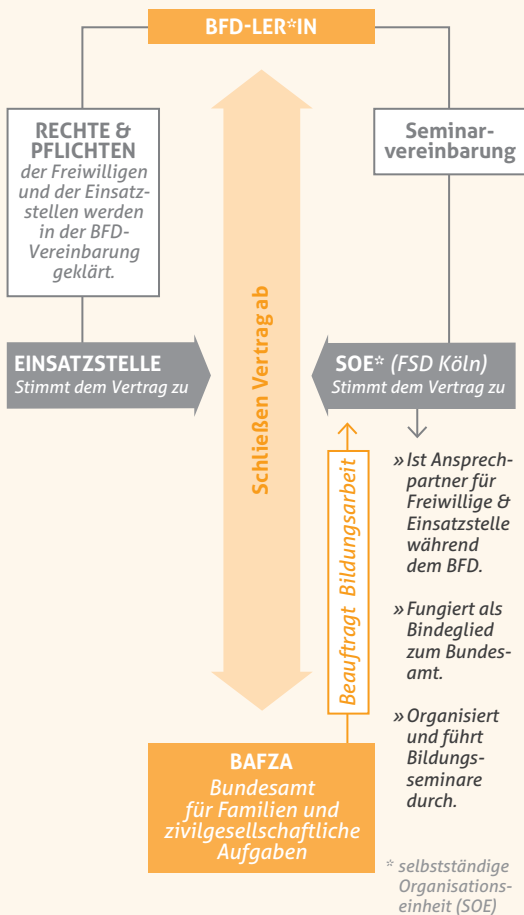 BFD-LER*IN
RECHTE &
PFLICHTEN
der Freiwilligen
und der Einsatz-
stellen werden
in der BFD-
Vereinbarung
geklärt.
Seminar-
vereinbarung
Schließen Vertrag ab
EINSATZSTELLE
Stimmt dem Vertrag zu
SOE* (FSD Köln)
Stimmt dem Vertrag zu
Beauftragt Bildungsarbeit
» Ist Ansprech-
partner für
Freiwillige &
Einsatzstelle
während
dem BFD.
» Fungiert als
Bindeglied
zum Bundes-
amt.
» Organisiert
und führt
Bildungs-
seminare
durch.
BAFZA
Bundesamt
für Familien und
zivilgesellschaftliche
Aufgaben
* selbstständige
Organisations-
einheit (SOE)